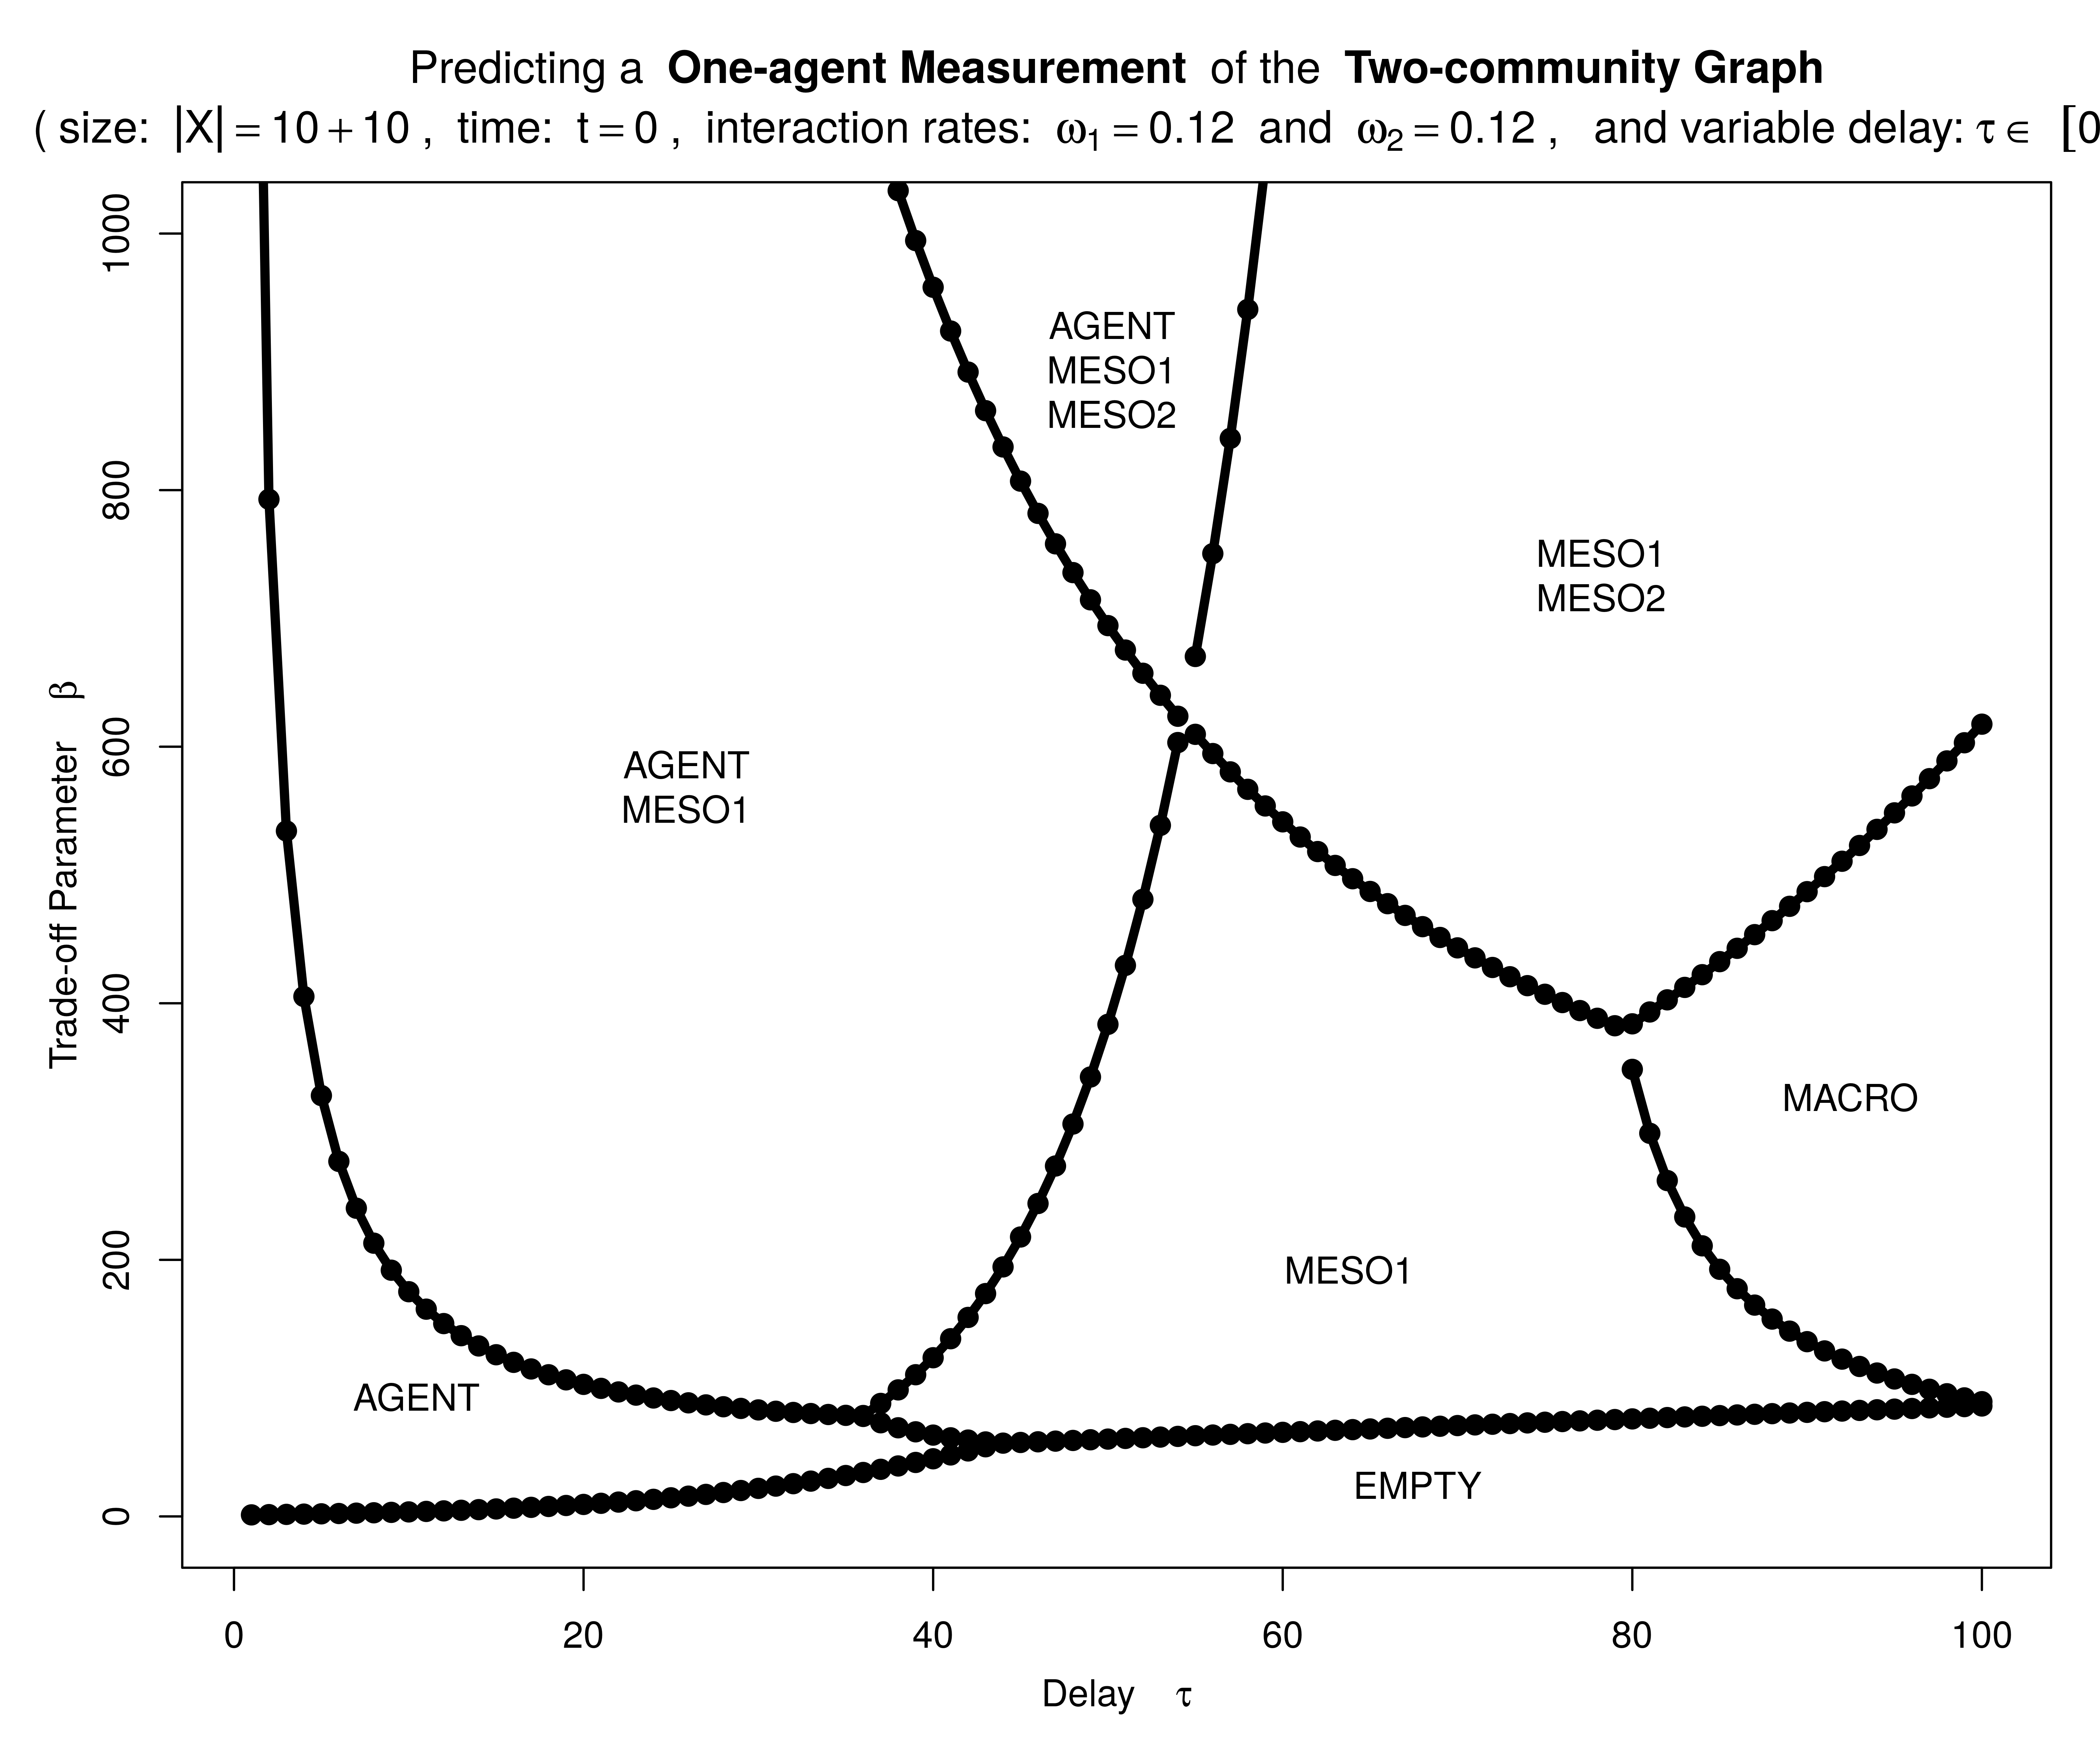 Predicting a One-agent Measurement of the Two-community Graph
( size: |X| = 10 + 10 , time: t = 0 , interaction rates: ω1 = 0.12 and ω2 = 0.12 , and variable delay: τ ∈ [0
1000
800
600
400
200
0
Trade-off Parameter β
AGENT
MESO1
MESO2
MESO1
MESO2
AGENT
MESO1
MACRO
MESO1
AGENT
EMPTY
0 20 40 60 80 100
Delay τ